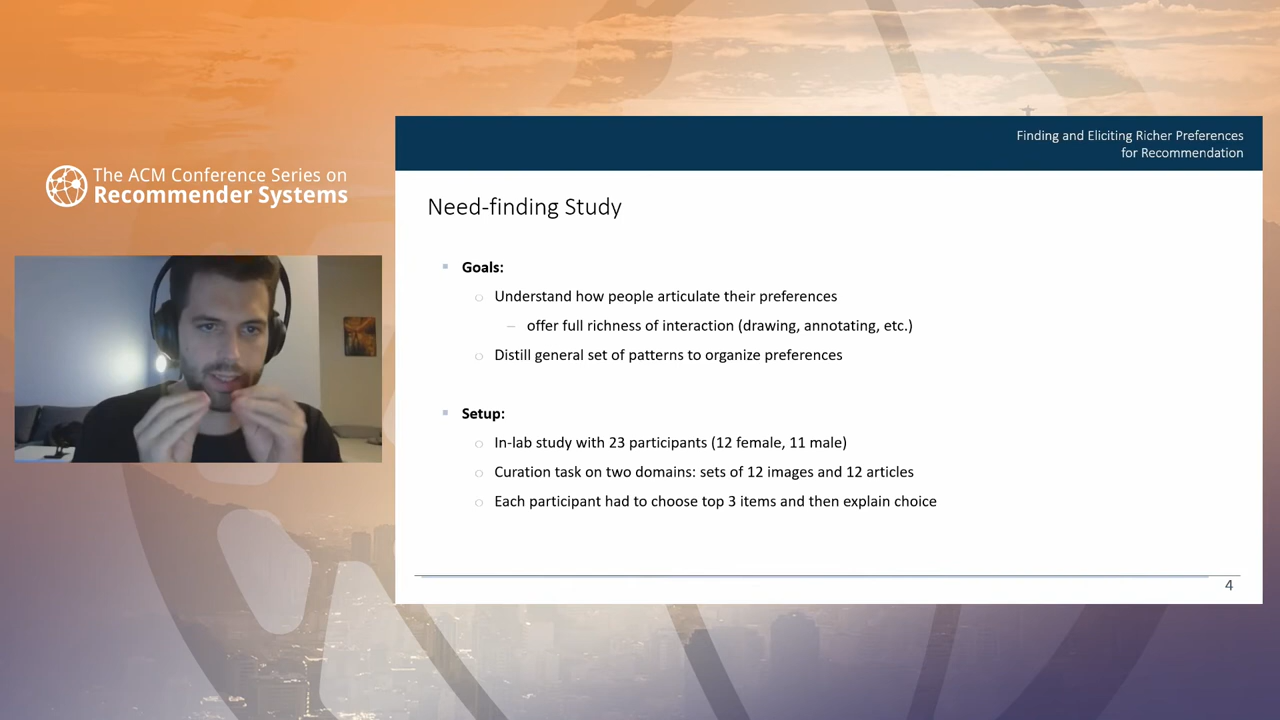 The ACM Conference Series on
Recommender Systems
Finding and Eliciting Richer Preferences
for Recommendation
Need-finding Study
Goals:
Understand how people articulate their preferences
offer full richness of interaction (drawing, annotating, etc.)
Distill general set of patterns to organize preferences
Setup:
In-lab study with 23 participants (12 female, 11 male)
Curation task on two domains: sets of 12 images and 12 articles
Each participant had to choose top 3 items and then explain choice
4